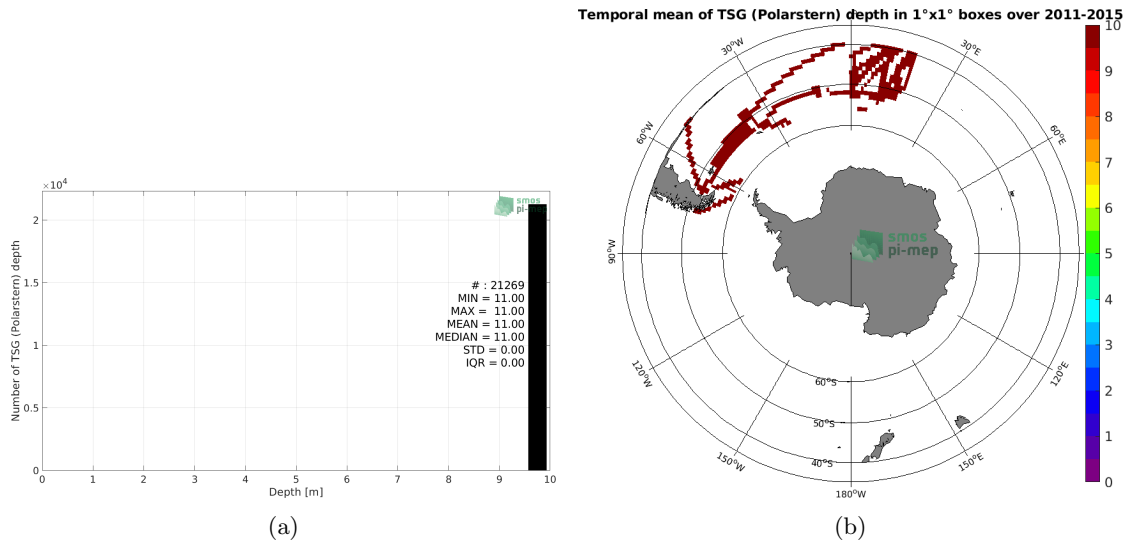 ×10⁴
2
1.5
1
0.5
0
Number of TSG (Polarstern) depth
smos
pi-mep
# : 21269
MIN = 11.00
MAX = 11.00
MEAN = 11.00
MEDIAN = 11.00
STD = 0.00
IQR = 0.00
0 1 2 3 4 5 6 7 8 9 10
Depth [m]
(a)
Temporal mean of TSG (Polarstern) depth in 1°x1° boxes over 2011-2015
30°W
30°E
60°W
60°E
90°W
smos
pi-mep
120°W
120°E
60°S
50°S
40°S
150°W
150°E
180°W
10
9
8
7
6
5
4
3
2
1
0
(b)